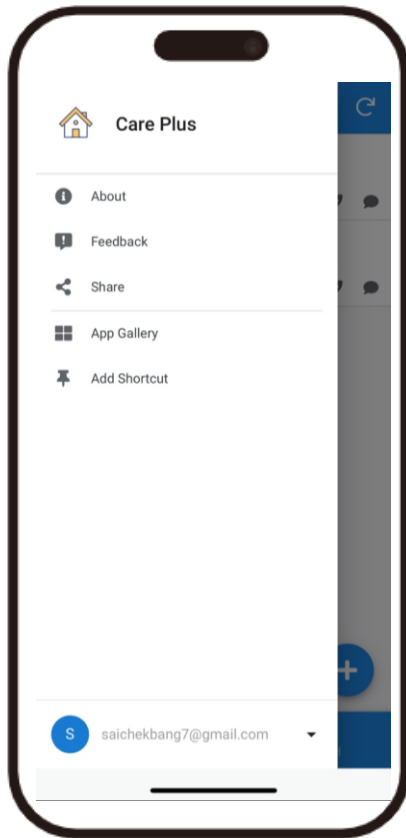 Care Plus
About
Feedback
Share
App Gallery
Add Shortcut
S
saichekbang7@gmail.com